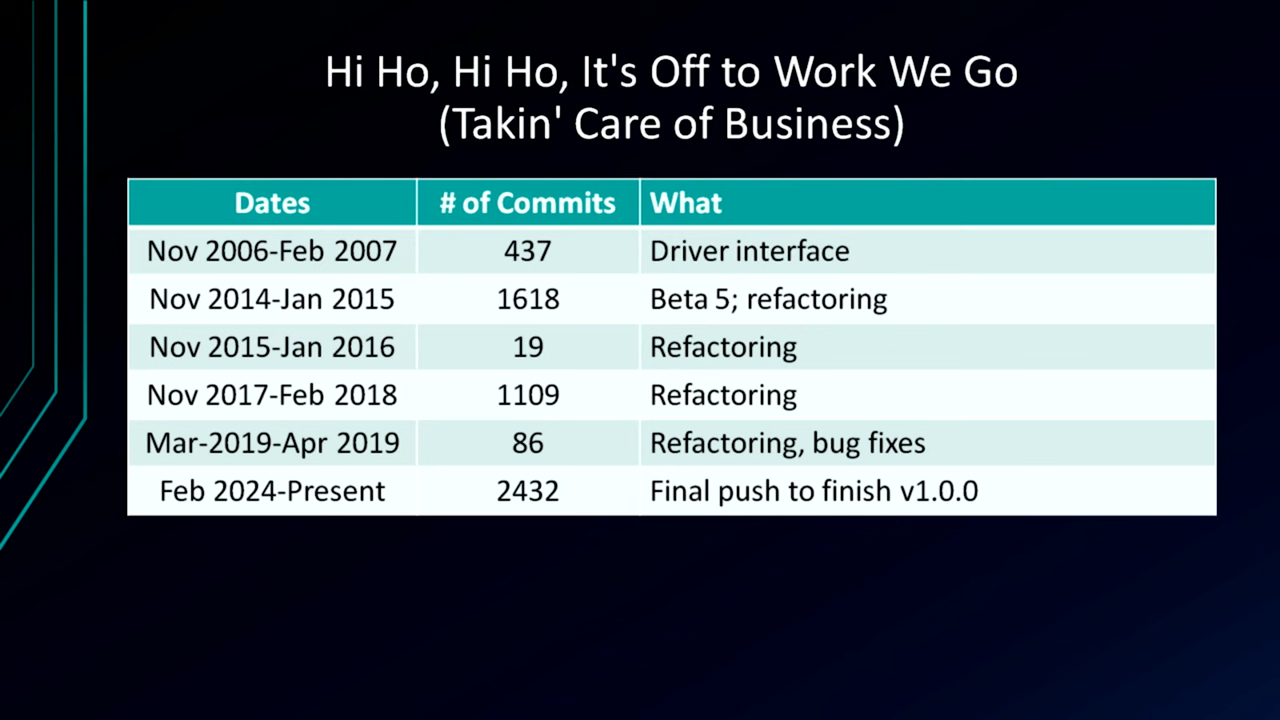 Hi Ho, Hi Ho, It's Off to Work We Go
(Takin' Care of Business)
Dates # of Commits What
Nov 2006-Feb 2007 437 Driver interface
Nov 2014-Jan 2015 1618 Beta 5; refactoring
Nov 2015-Jan 2016 19 Refactoring
Nov 2017-Feb 2018 1109 Refactoring
Mar-2019-Apr 2019 86 Refactoring, bug fixes
Feb 2024-Present 2432 Final push to finish v1.0.0